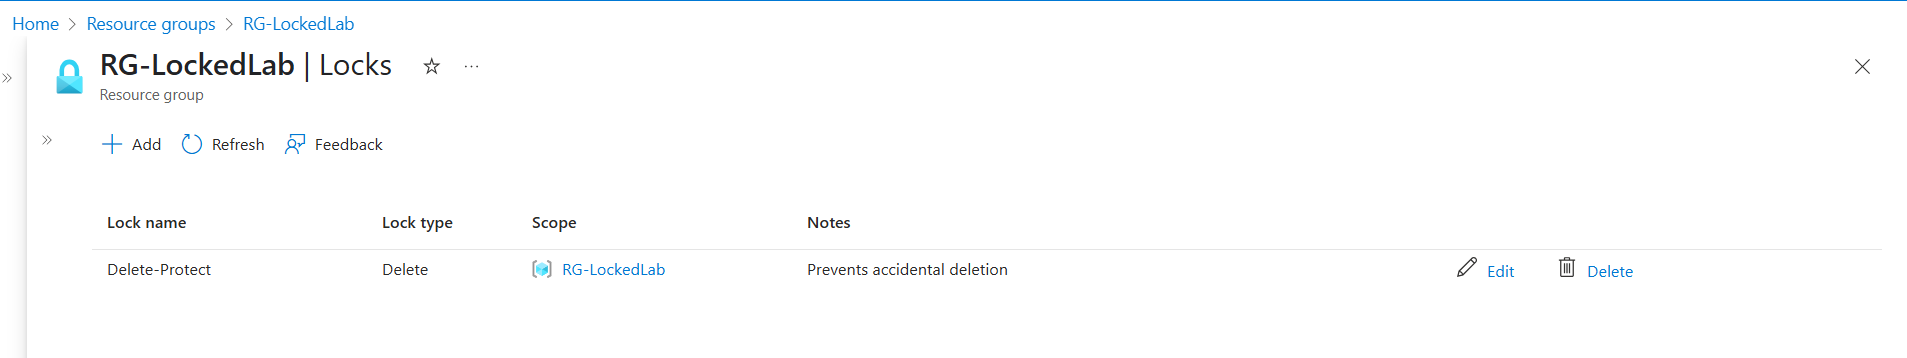 Home > Resource groups > RG-LockedLab
RG-LockedLab | Locks ☆ ...
Resource group
Add Refresh Feedback
Lock name Lock type Scope Notes
Delete-Protect Delete RG-LockedLab Prevents accidental deletion Edit Delete